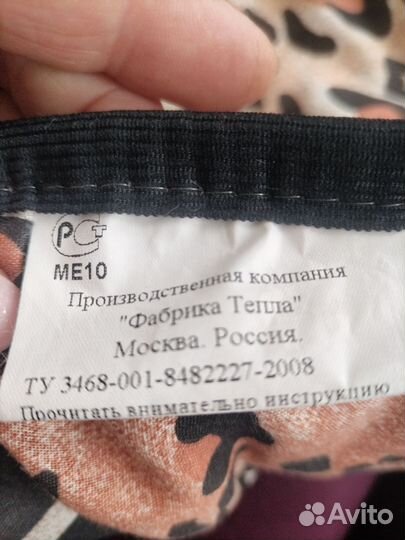 РСТ
МЕ10
Производственная компания
"Фабрика Тепла"
Москва. Россия.
ТУ 3468-001-8482227-2008
Прочитать внимательно инструкцию
Avito